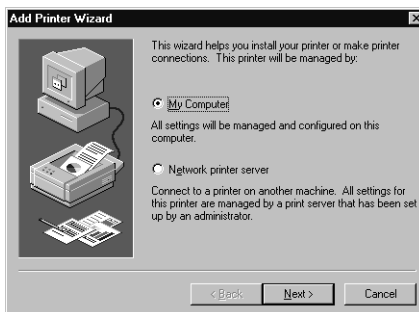 Add Printer Wizard
This wizard helps you install your printer or make printer
connections. This printer will be managed by:
My Computer
All settings will be managed and configured on this
computer.
Network printer server
Connect to a printer on another machine. All settings for
this printer are managed by a print server that has been set
up by an administrator.
< Back
Next >
Cancel